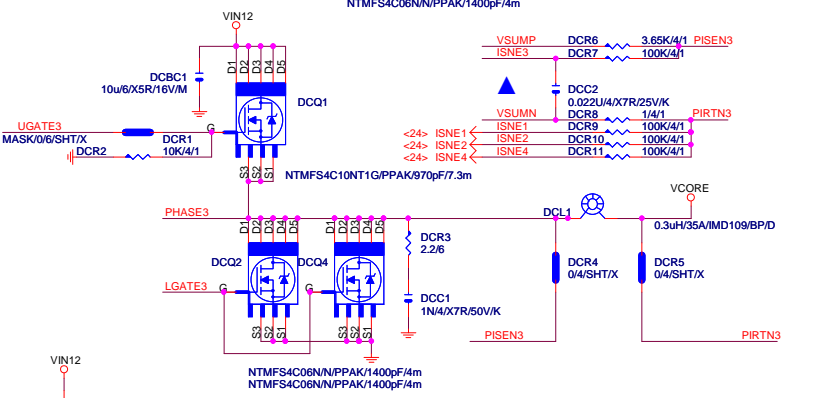 NTMFS4C06N/N/PPAK/1400pF/4m
VIN12
D1 D2 D3 D4 D5
DCBC1
10u/6/X5R/16V/M
DCQ1
UGATE3
G
MASK/0/6/SHT/X
DCR1
DCR2
10K/4/1
S3 S2 S1
NTMFS4C10NT1G/PPAK/970pF/7.3m
VSUMP DCR6 3.65K/4/1 PISEN3
ISNE3 DCR7 100K/4/1
DCC2
0.022U/4/X7R/25V/K
VSUMN DCR8 1/4/1 PIRTN3
<24> ISNE1 ISNE1 DCR9 100K/4/1
<24> ISNE2 ISNE2 DCR10 100K/4/1
<24> ISNE4 ISNE4 DCR11 100K/4/1
VCORE
PHASE3
DCL1
0.3uH/35A/IMD109/BP/D
D1 D2 D3 D4 D5
D1 D2 D3 D4 D5
DCR3
2.2/6
DCQ2
DCQ4
DCR4
0/4/SHT/X
DCR5
0/4/SHT/X
LGATE3
G
G
DCC1
1N/4/X7R/50V/K
S3 S2 S1
S3 S2 S1
PISEN3
PIRTN3
VIN12
NTMFS4C06N/N/PPAK/1400pF/4m
NTMFS4C06N/N/PPAK/1400pF/4m